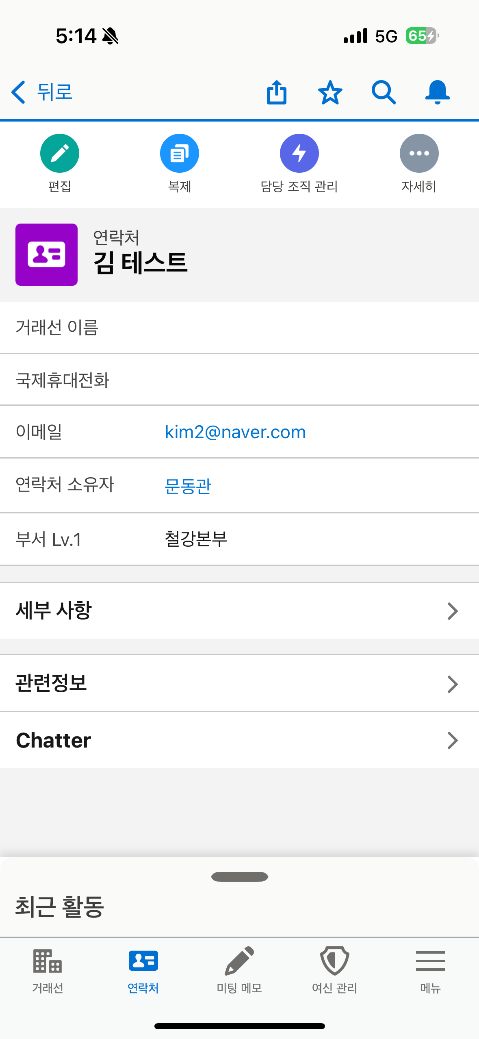 5:14
5G
65
뒤로
편집
복제
담당 조직 관리
자세히
연락처
김 테스트
거래선 이름
국제휴대전화
이메일 kim2@naver.com
연락처 소유자 문동관
부서 Lv.1 철강본부
세부 사항
관련정보
Chatter
최근 활동
거래선
연락처
미팅 메모
여신 관리
메뉴